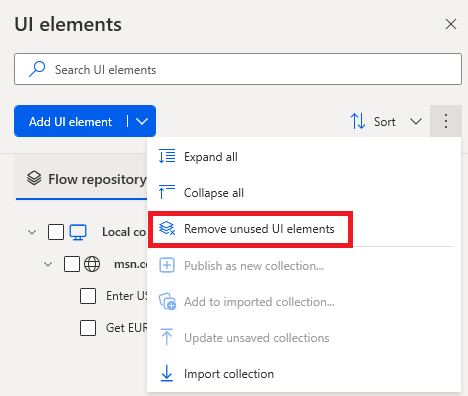 UI elements
Search UI elements
Add UI element
Sort
Expand all
Collapse all
Flow repository
Remove unused UI elements
Local co
msn.co
Publish as new collection...
Enter US
Add to imported collection...
Get EUR
Update unsaved collections
Import collection